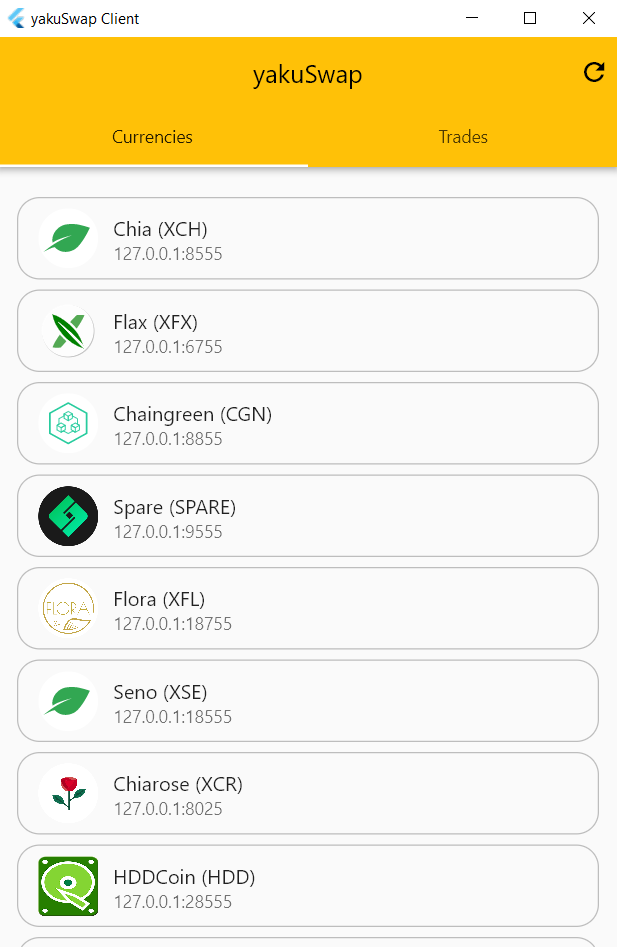 yakuSwap Client
yakuSwap
Currencies
Trades
Chia (XCH)
127.0.0.1:8555
Flax (XFX)
127.0.0.1:6755
Chaingreen (CGN)
127.0.0.1:8855
Spare (SPARE)
127.0.0.1:9555
FLORA
Flora (XFL)
127.0.0.1:18755
Seno (XSE)
127.0.0.1:18555
Chiarose (XCR)
127.0.0.1:8025
HDDCoin (HDD)
127.0.0.1:28555